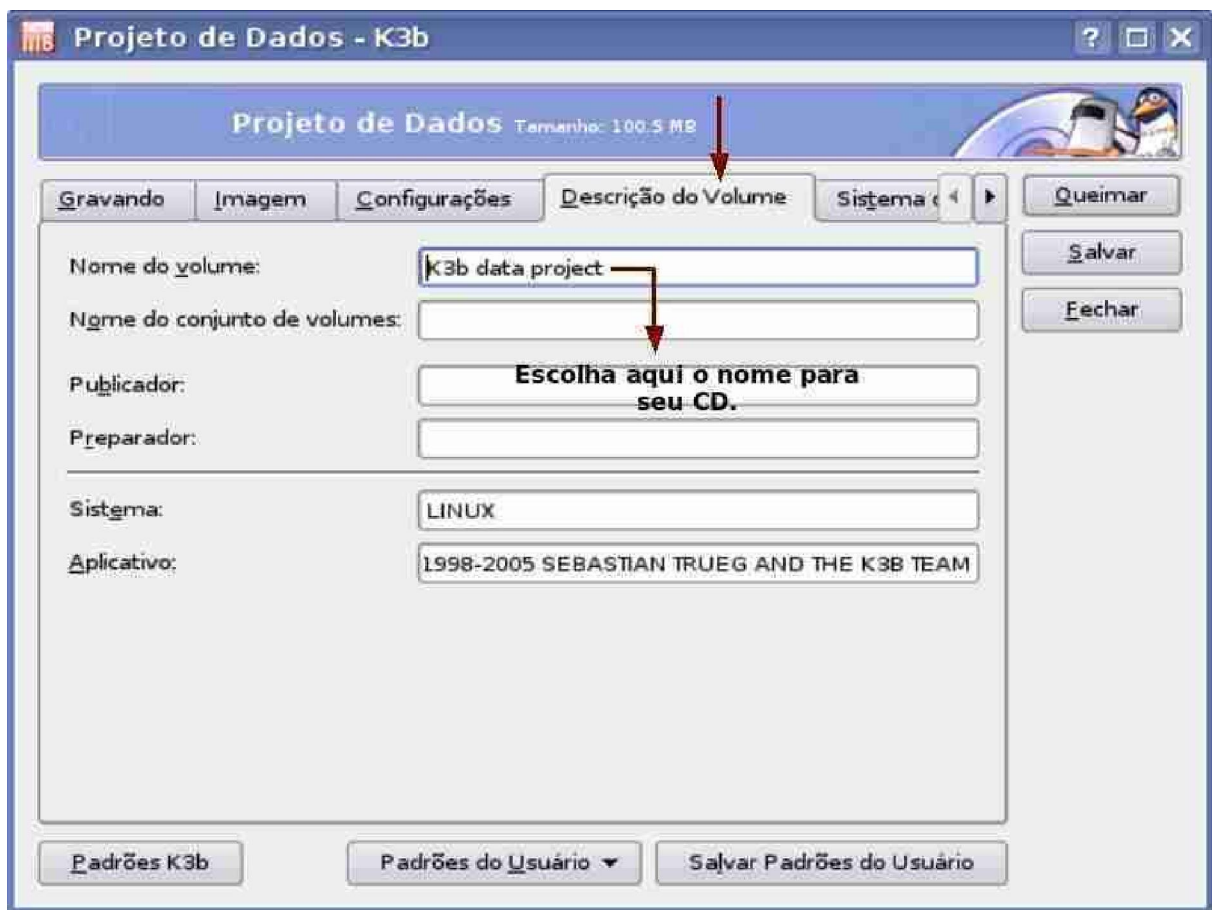 Projeto de Dados - K3b
Projeto de Dados Tamanho: 100.5 MB
Gravando Imagem Configurações Descrição do Volume Sistema
Queimar
Salvar
Fechar
Nome do volume: K3b data project
Nome do conjunto de volumes:
Escolha aqui o nome para
seu CD.
Publicador:
Preparador:
Sistema: LINUX
Aplicativo: 1998-2005 SEBASTIAN TRUEG AND THE K3B TEAM
Padrões K3b Padrões do Usuário Salvar Padrões do Usuário